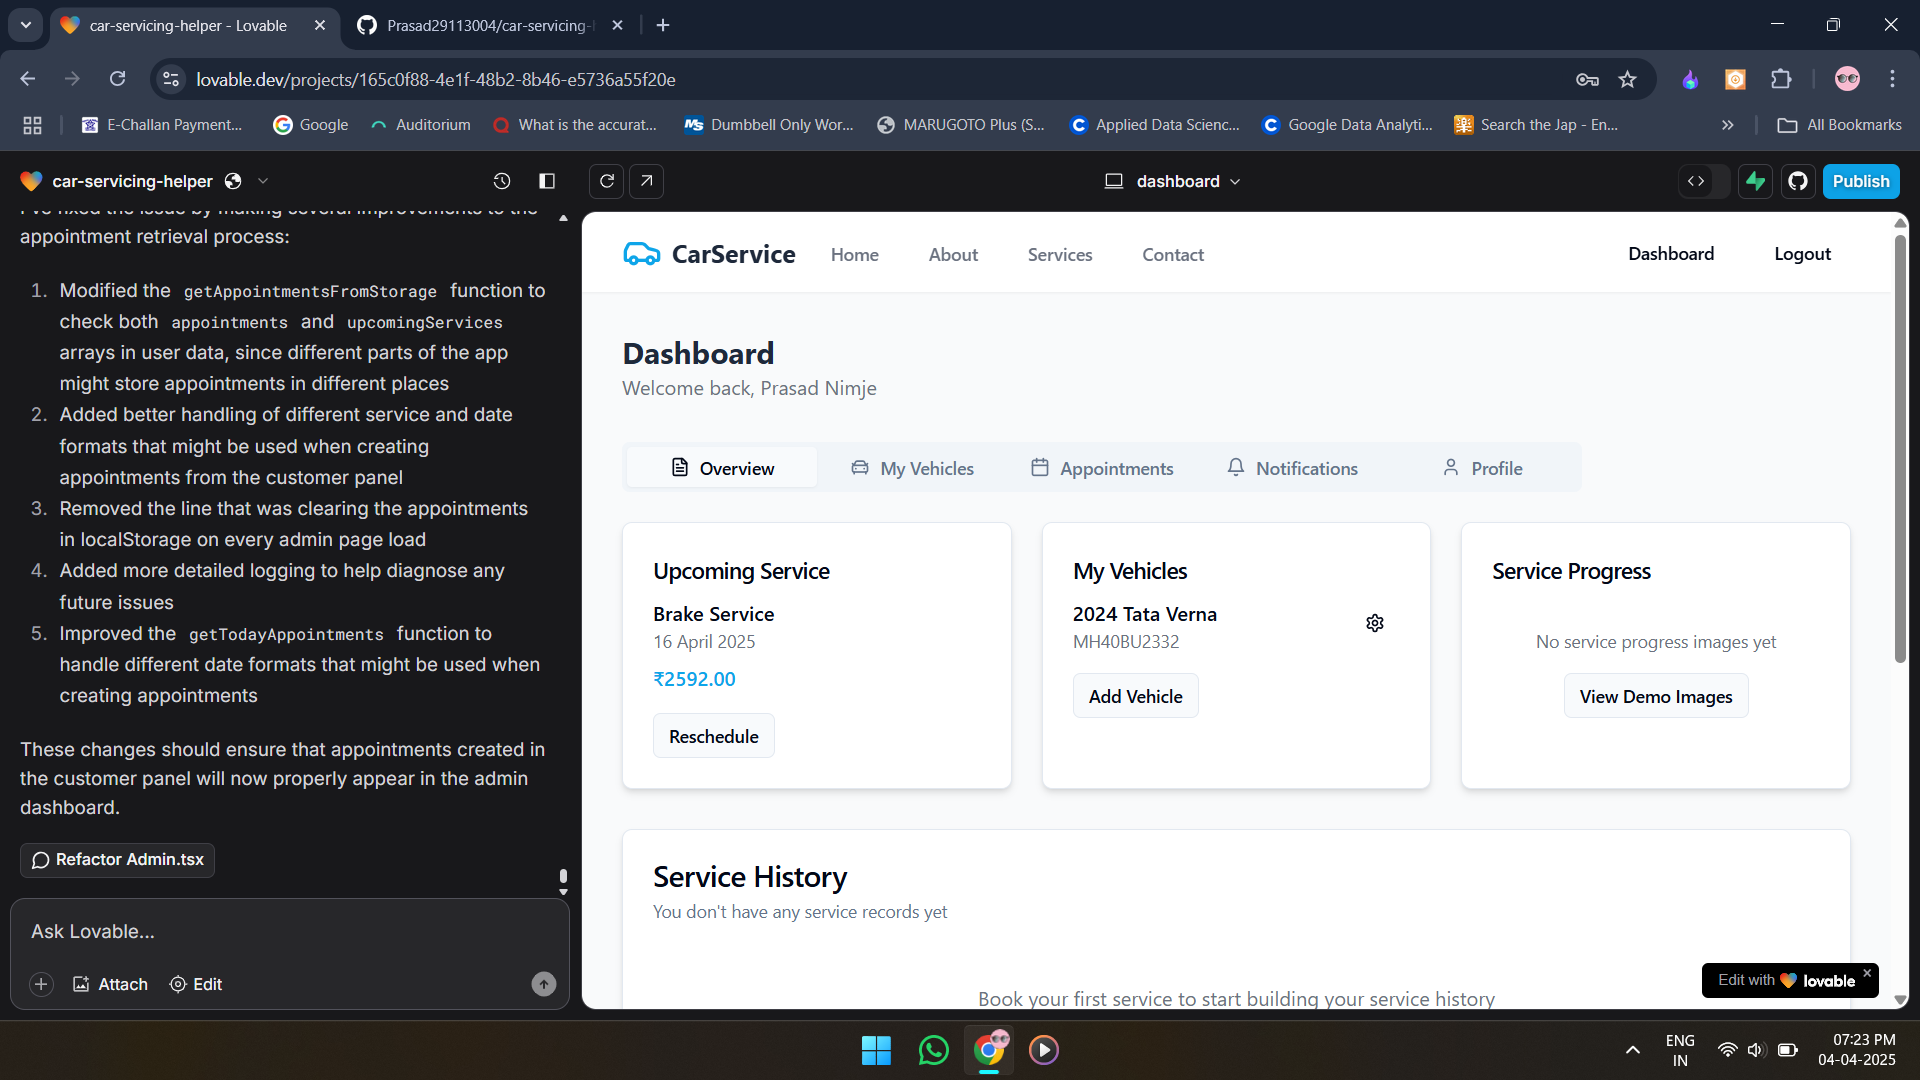 car-servicing-helper - Lovable
Prasad29113004/car-servicing-
lovable.dev/projects/165c0f88-4e1f-48b2-8b46-e5736a55f20e
E-Challan Payment...
Google
Auditorium
What is the accurat...
Dumbbell Only Wor...
MARUGOTO Plus (S...
Applied Data Scienc...
Google Data Analyti...
Search the Jap - En...
All Bookmarks
car-servicing-helper
dashboard
Publish
I've fixed the issue by making several improvements to the
appointment retrieval process:
1. Modified the getAppointmentsFromStorage function to
check both appointments and upcomingServices
arrays in user data, since different parts of the app
might store appointments in different places
2. Added better handling of different service and date
formats that might be used when creating
appointments from the customer panel
3. Removed the line that was clearing the appointments
in localStorage on every admin page load
4. Added more detailed logging to help diagnose any
future issues
5. Improved the getTodayAppointments function to
handle different date formats that might be used when
creating appointments
These changes should ensure that appointments created in
the customer panel will now properly appear in the admin
dashboard.
Refactor Admin.tsx
Ask Lovable...
Attach
Edit
CarService
Home
About
Services
Contact
Dashboard
Logout
Dashboard
Welcome back, Prasad Nimje
Overview
My Vehicles
Appointments
Notifications
Profile
Upcoming Service
Brake Service
16 April 2025
₹2592.00
Reschedule
My Vehicles
2024 Tata Verna
MH40BU2332
Add Vehicle
Service Progress
No service progress images yet
View Demo Images
Service History
You don't have any service records yet
Book your first service to start building your service history
Edit with lovable
ENG
IN
07:23 PM
04-04-2025